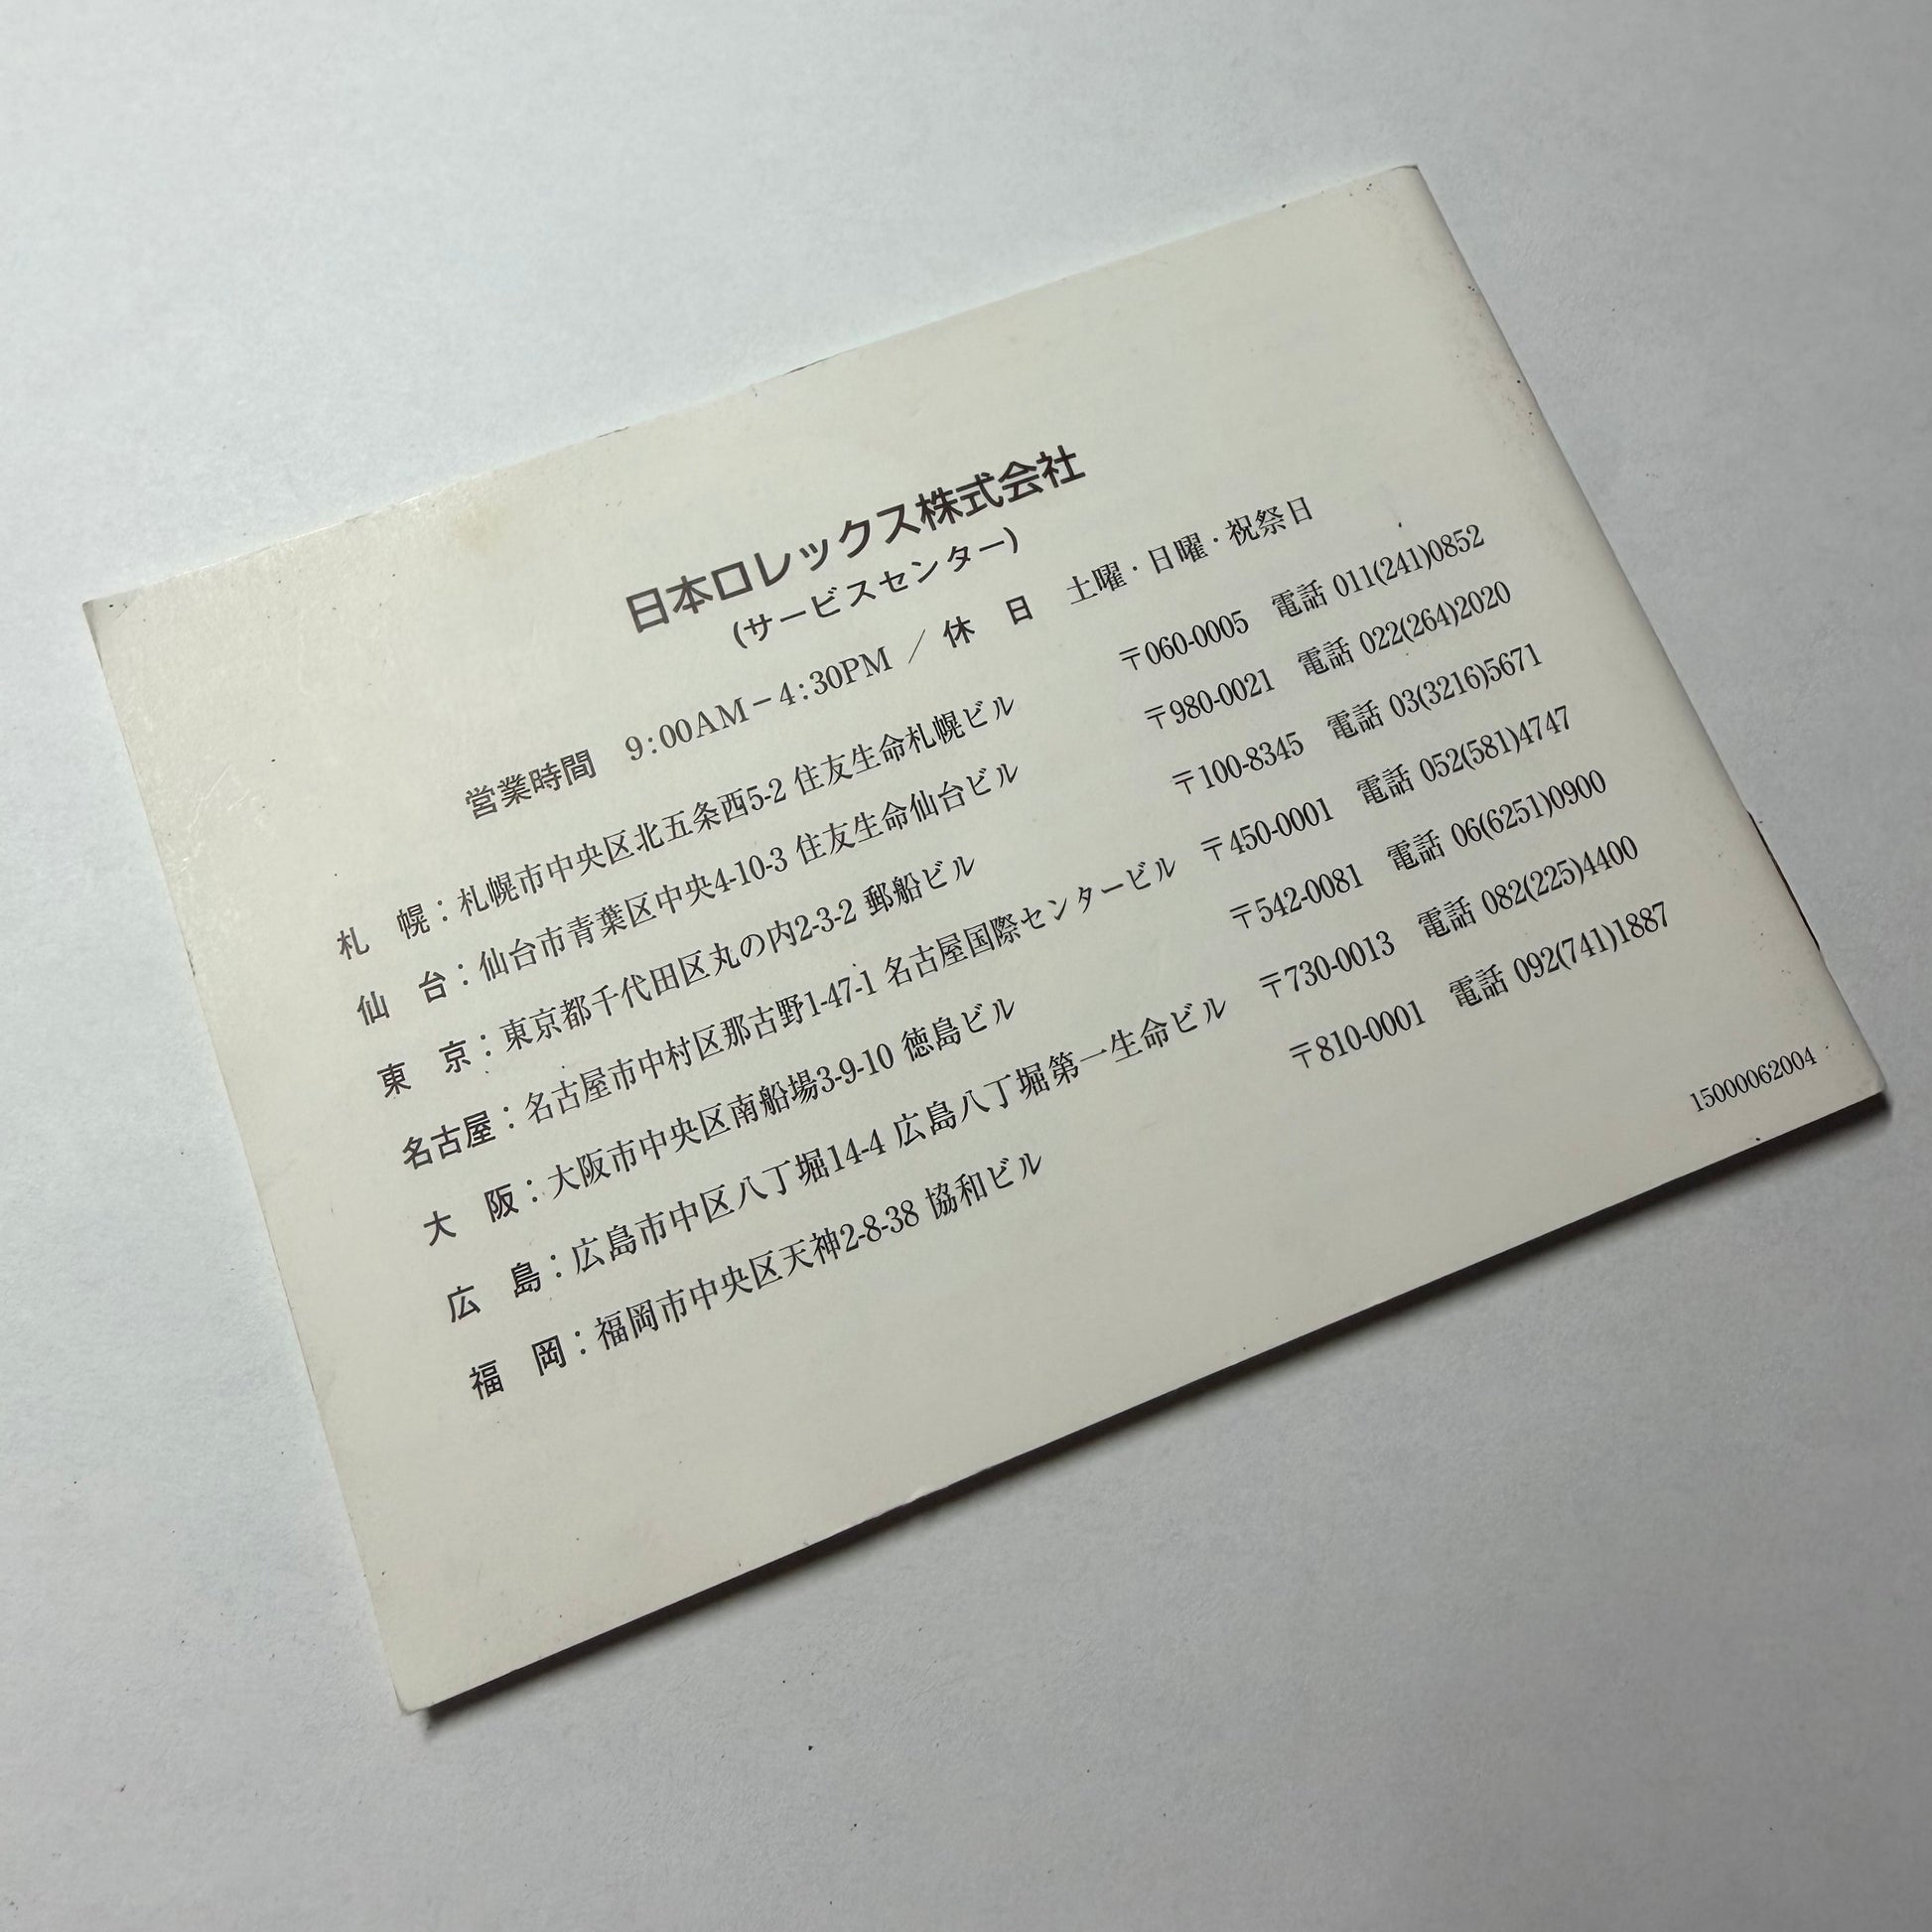 日本ロレックス株式会社
(サービスセンター)
営業時間 9:00AM－4:30PM / 休 日 土曜・日曜・祝祭日
札 幌：札幌市中央区北五条西5-2 住友生命札幌ビル 〒060-0005 電話 011(241)0852
仙 台：仙台市青葉区中央4-10-3 住友生命仙台ビル 〒980-0021 電話 022(264)2020
東 京：東京都千代田区丸の内2-3-2 郵船ビル 〒100-8345 電話 03(3216)5671
名古屋：名古屋市中村区那古野1-47-1 名古屋国際センタービル 〒450-0001 電話 052(581)4747
大 阪：大阪市中央区南船場3-9-10 徳島ビル 〒542-0081 電話 06(6251)0900
広 島：広島市中区八丁堀14-4 広島八丁堀第一生命ビル 〒730-0013 電話 082(225)4400
福 岡：福岡市中央区天神2-8-38 協和ビル 〒810-0001 電話 092(741)1887
15000062004